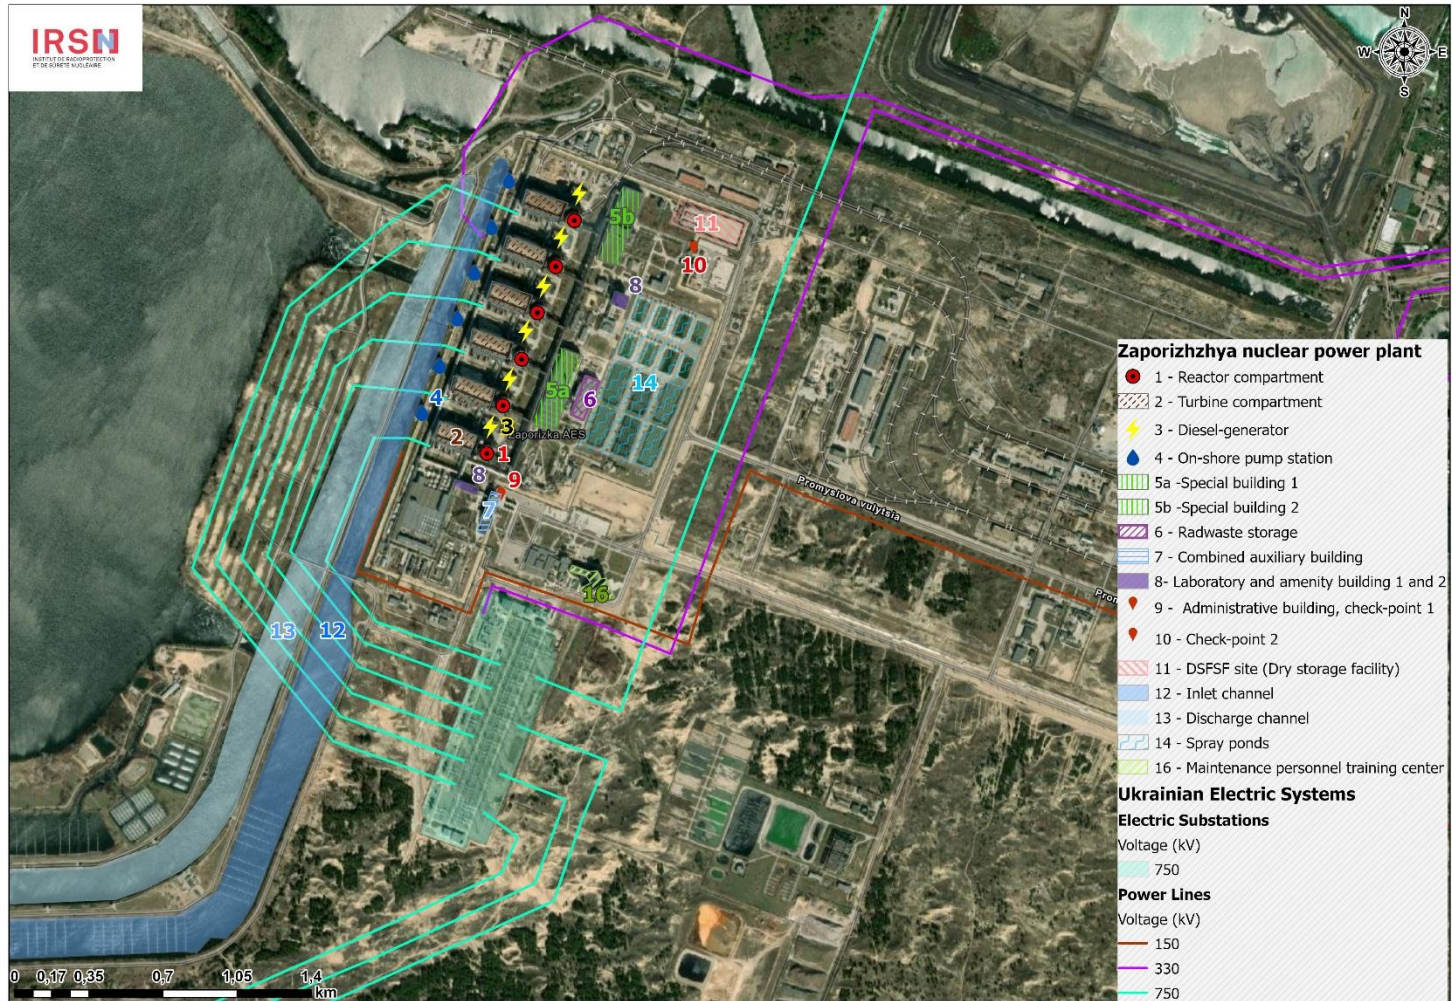 IRSN
INSTITUT DE RADIOPROTECTION
ET DE SÛRETÉ NUCLÉAIRE
N
W E
S
5b
11
10
8
14
5a
6
4
3
Zaporizka AES
2
1
8
9
7
Promyslova vulytsia
Prom
16
13
12
Zaporizhzhya nuclear power plant
1 - Reactor compartment
2 - Turbine compartment
3 - Diesel-generator
4 - On-shore pump station
5a -Special building 1
5b -Special building 2
6 - Radwaste storage
7 - Combined auxiliary building
8- Laboratory and amenity building 1 and 2
9 - Administrative building, check-point 1
10 - Check-point 2
11 - DSFSF site (Dry storage facility)
12 - Inlet channel
13 - Discharge channel
14 - Spray ponds
16 - Maintenance personnel training center
Ukrainian Electric Systems
Electric Substations
Voltage (kV)
750
Power Lines
Voltage (kV)
150
330
750
0 0,17 0,35 0,7 1,05 1,4
km